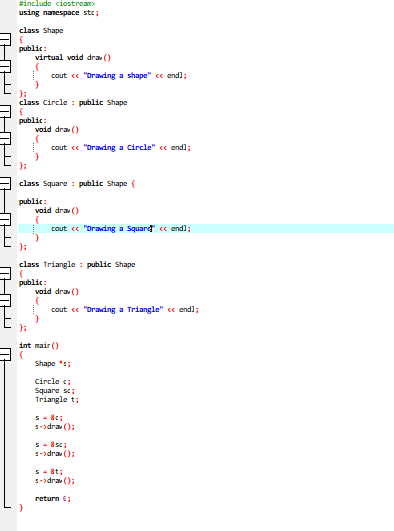 #include <iostream>
using namespace std;
class Shape
{
public:
virtual void draw()
{
cout << "Drawing a shape" << endl;
}
};
class Circle : public Shape
{
public:
void draw()
{
cout << "Drawing a Circle" << endl;
}
};
class Square : public Shape {
public:
void draw()
{
cout << "Drawing a Square" << endl;
}
};
class Triangle : public Shape
{
public:
void draw()
{
cout << "Drawing a Triangle" << endl;
}
};
int main()
{
Shape *s;
Circle c;
Square sc;
Triangle t;
s = &c;
s->draw();
s = &sc;
s->draw();
s = &t;
s->draw();
return 0;
}